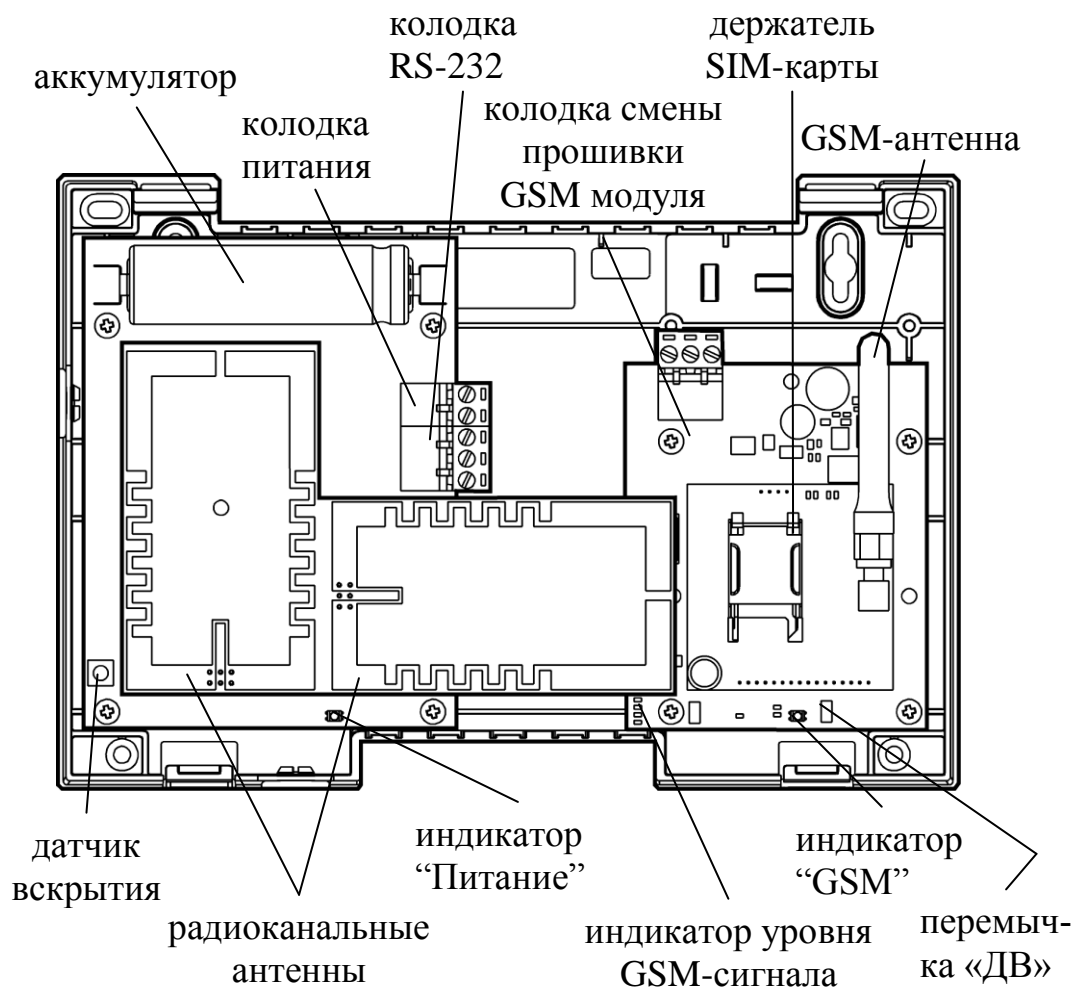 колодка
RS-232
держатель
SIM-карты
аккумулятор
колодка
питания
колодка смены
прошивки
GSM модуля
GSM-антенна
датчик
вскрытия
радиоканальные
антенны
индикатор
“Питание”
индикатор уровня
GSM-сигнала
индикатор
“GSM”
перемыч-
ка «ДВ»